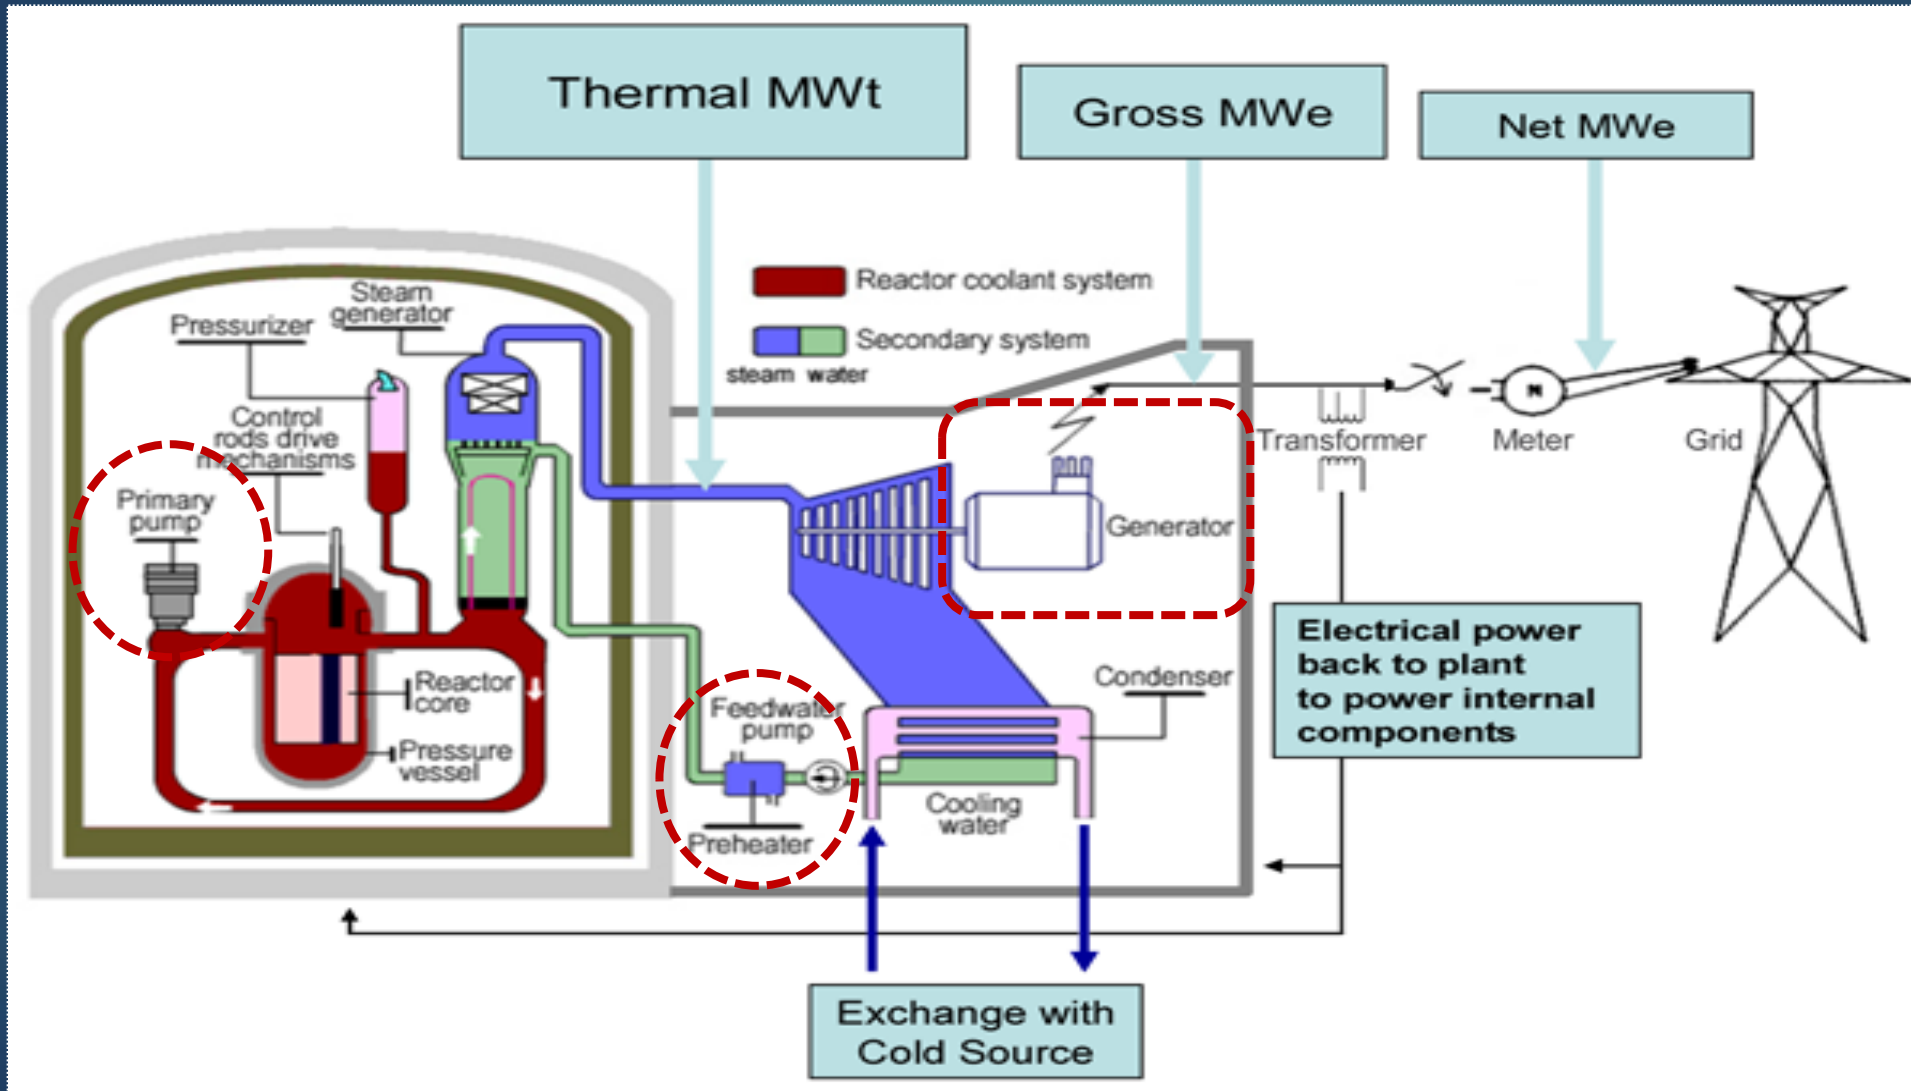 Thermal MWt
Gross MWe
Net MWe
Reactor coolant system
Secondary system
steam water
Steam
generator
Pressurizer
Control
rods drive
mechanisms
Primary
pump
Reactor
core
Pressure
vessel
Feedwater
pump
Preheater
Generator
Condenser
Cooling
water
Transformer
Meter
N
Grid
Electrical power
back to plant
to power internal
components
Exchange with
Cold Source